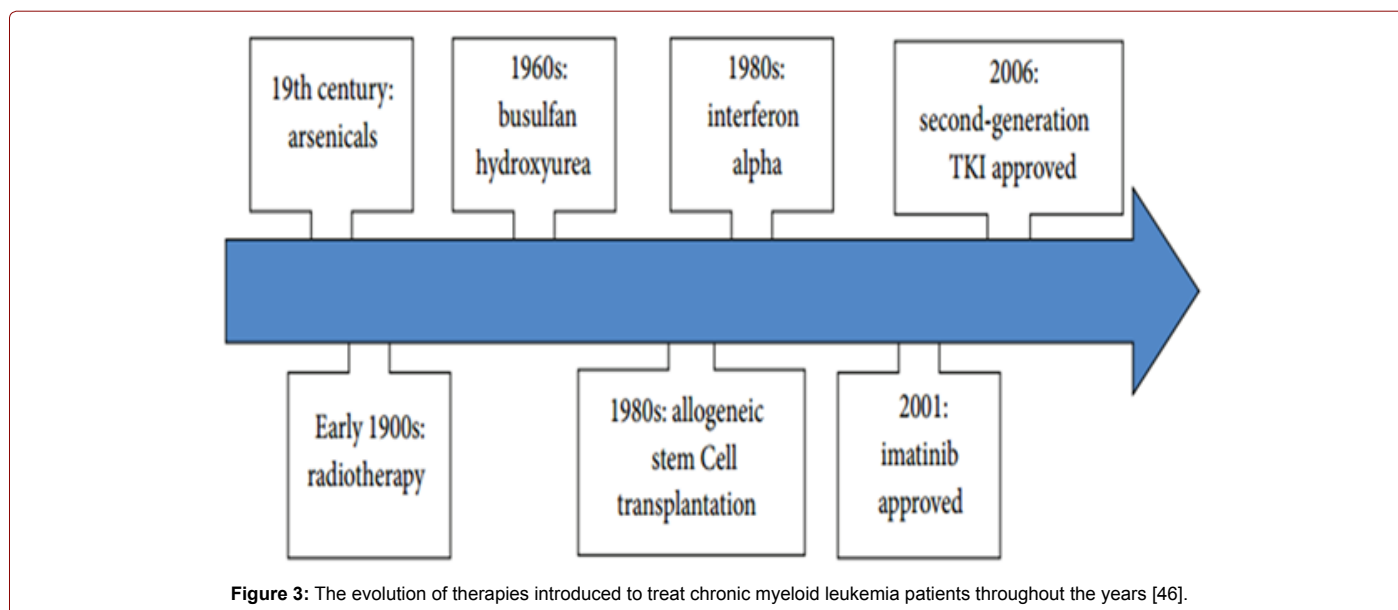 19th century:
arsenicals
1960s:
busulfan
hydroxyurea
1980s:
interferon
alpha
2006:
second-generation
TKI approved
Early 1900s:
radiotherapy
1980s: allogeneic
stem Cell
transplantation
2001:
imatinib
approved
Figure 3: The evolution of therapies introduced to treat chronic myeloid leukemia patients throughout the years [46].